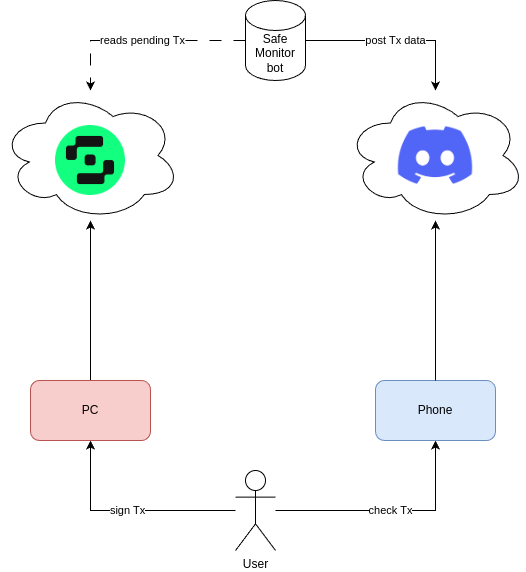 reads pending Tx
Safe
Monitor
bot
post Tx data
PC
Phone
sign Tx
check Tx
User